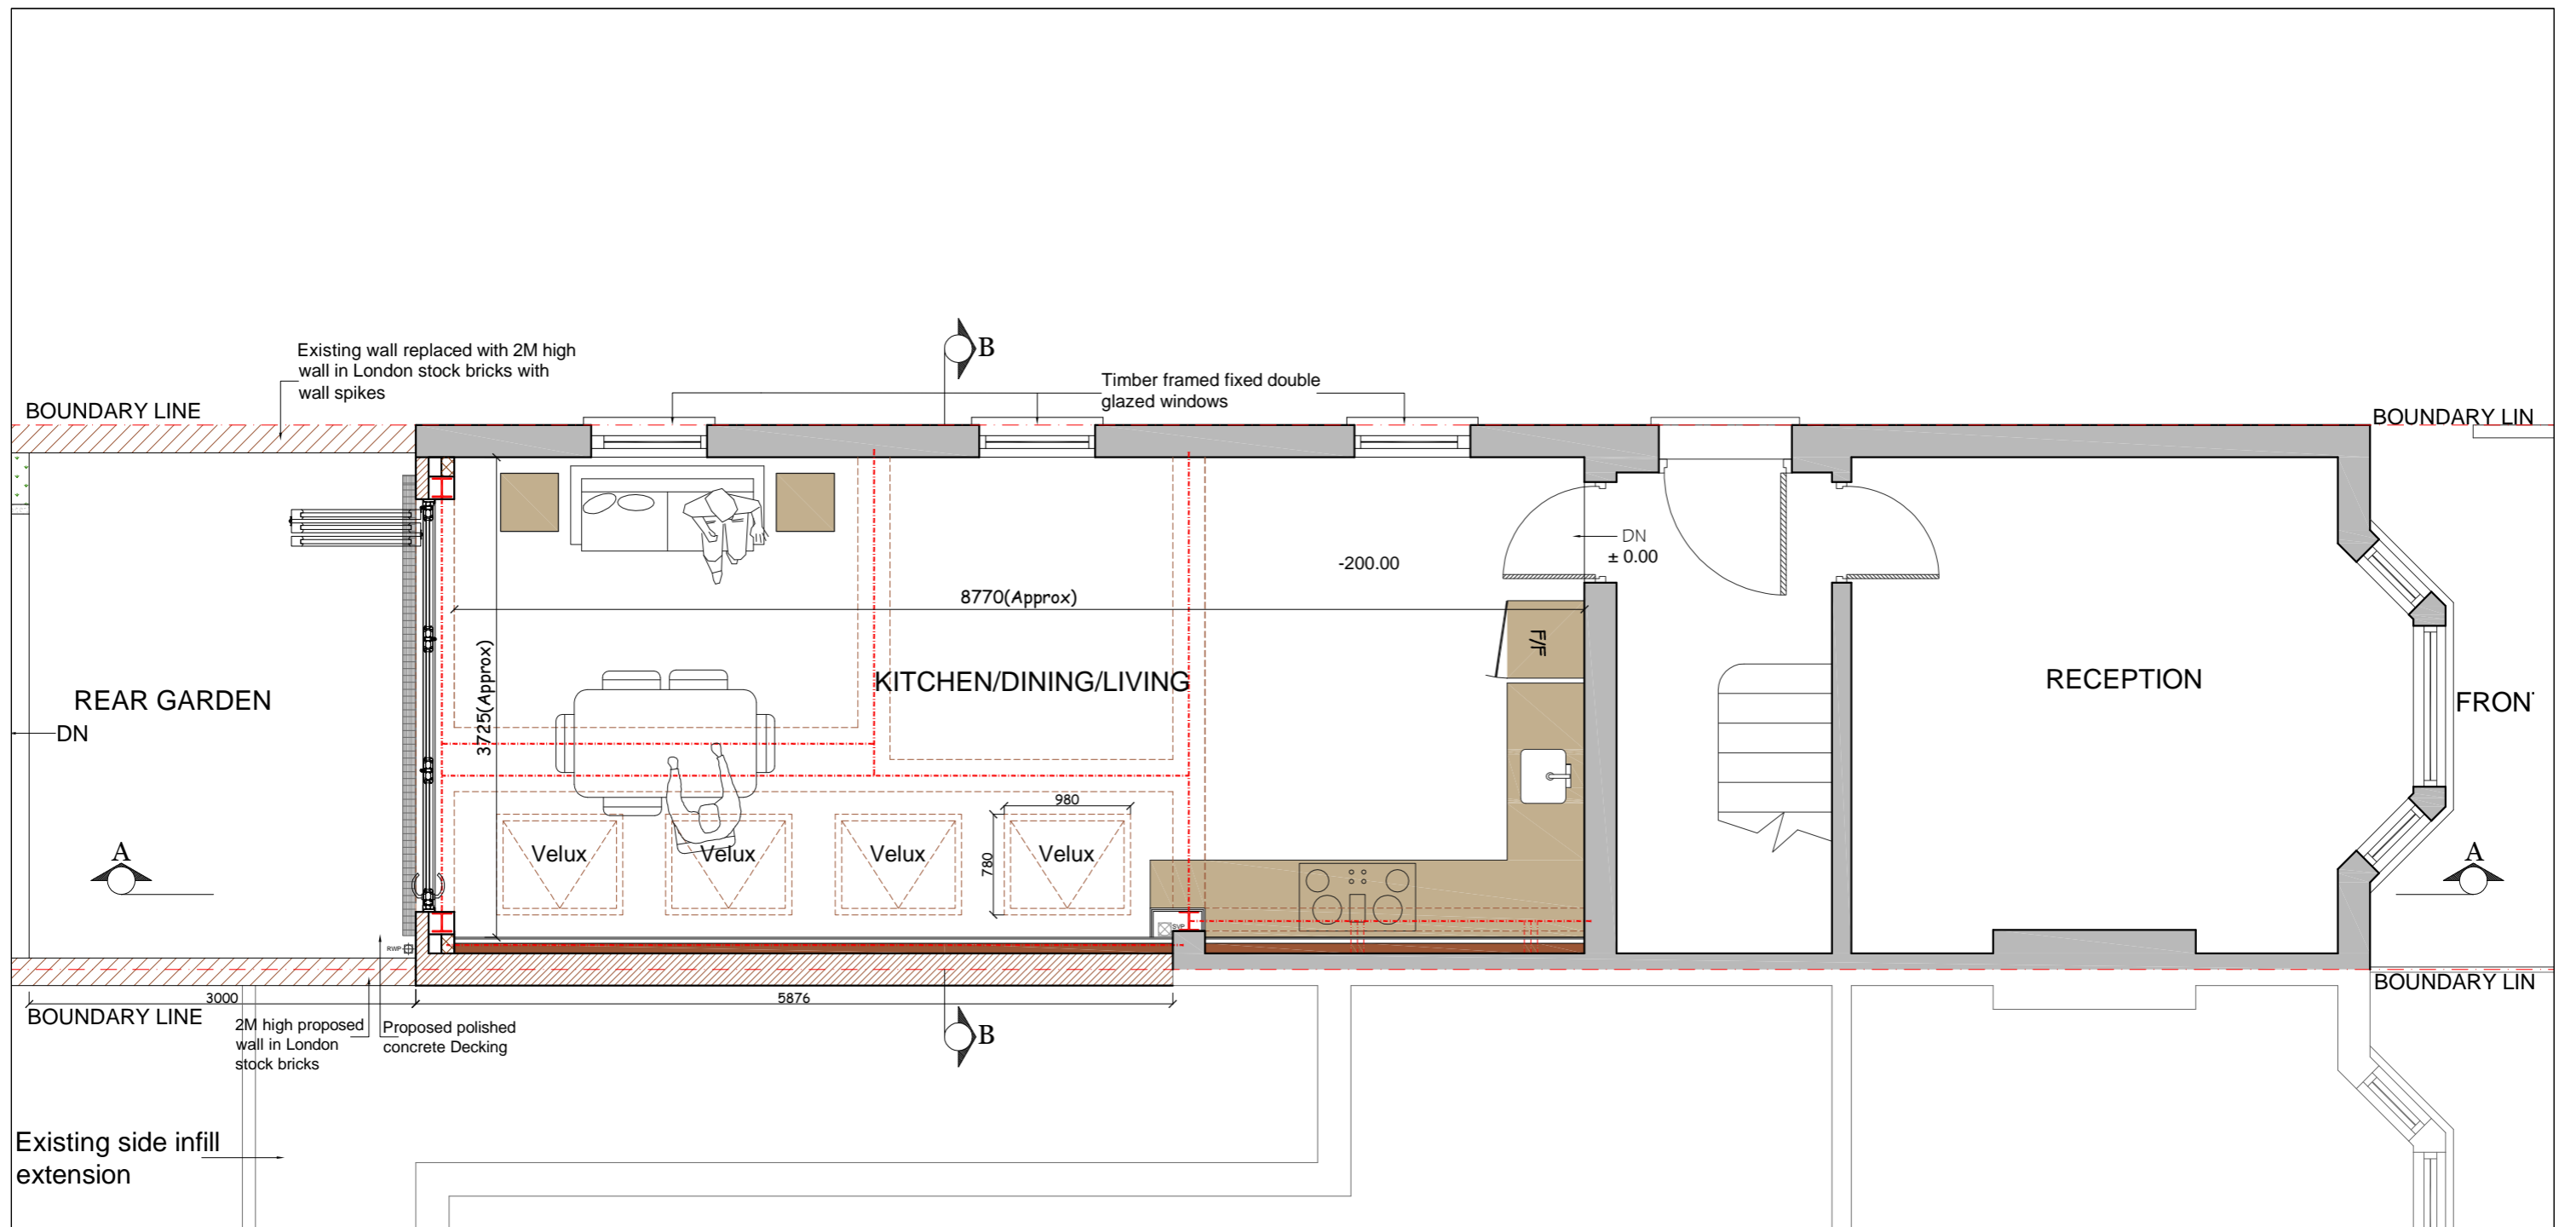 Existing wall replaced with 2M high
wall in London stock bricks with
wall spikes
B
Timber framed fixed double
glazed windows
BOUNDARY LINE
BOUNDARY LIN
DN
± 0.00
-200.00
8770(Approx)
F/F
3725(Approx)
KITCHEN/DINING/LIVING
RECEPTION
REAR GARDEN
FRON
DN
980
780
Velux
Velux
Velux
Velux
A
A
RWP
SVP
3000
5876
BOUNDARY LINE
BOUNDARY LIN
2M high proposed
wall in London
stock bricks
Proposed polished
concrete Decking
B
Existing side infill
extension